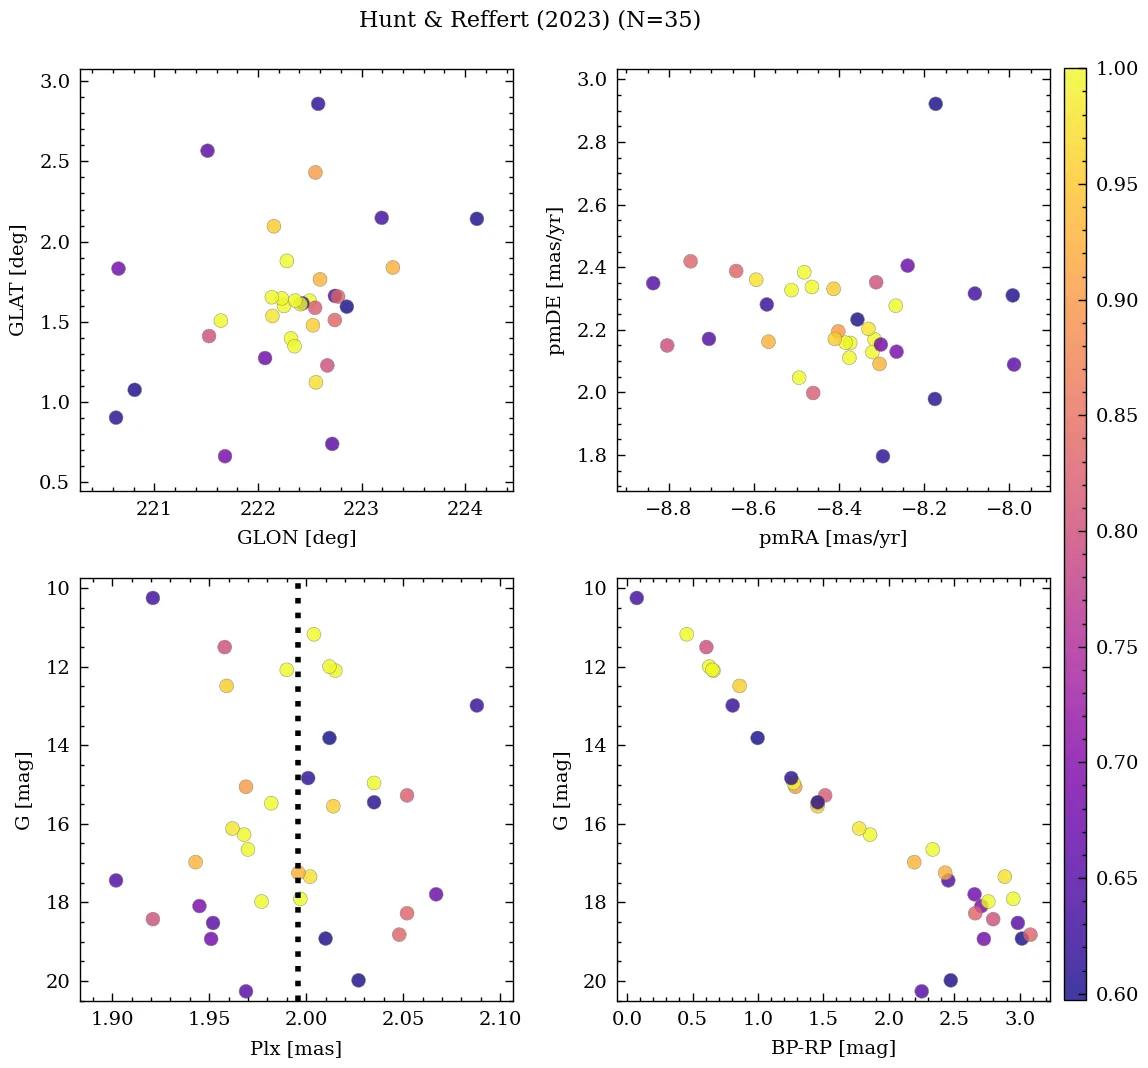 Hunt & Reffert (2023) (N=35)
3.0
2.5
2.0
1.5
1.0
0.5
GLAT [deg]
221 222 223 224
GLON [deg]
3.0
2.8
2.6
2.4
2.2
2.0
1.8
pmDE [mas/yr]
−8.8 −8.6 −8.4 −8.2 −8.0
pmRA [mas/yr]
10
12
14
16
18
20
G [mag]
1.90 1.95 2.00 2.05 2.10
Plx [mas]
10
12
14
16
18
20
G [mag]
0.0 0.5 1.0 1.5 2.0 2.5 3.0
BP-RP [mag]
1.00
0.95
0.90
0.85
0.80
0.75
0.70
0.65
0.60